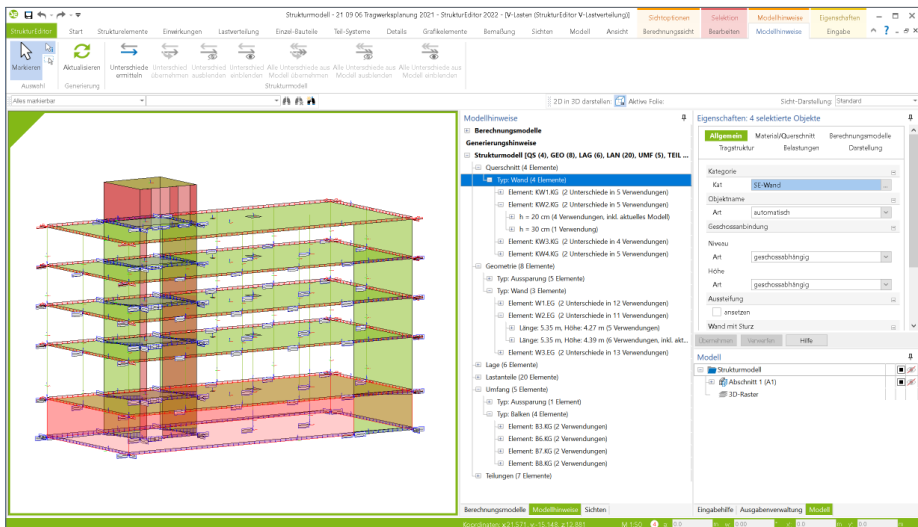 Strukturmodell - 21 09 06 Tragwerksplanung 2021 - StrukturEditor 2022 - [V-Lasten (StrukturEditor V-Lastverteilung)]
Sichtoptionen Selektion Modellhinweise Eigenschaften
StrukturEditor Start Strukturelemente Einwirkungen Lastverteilung Einzel-Bauteile Teil-Systeme Details Grafikelemente Bemaßung Sichten Modell Ansicht Berechnungssicht Bearbeiten Modellhinweise Eingabe
Markieren Aktualisieren Unterschiede Unterschied Unterschied Unterschied Alle Unterschiede aus Alle Unterschiede aus Alle Unterschiede aus
ermitteln übernehmen ausblenden einblenden Modell übernehmen Modell ausblenden Modell einblenden
Auswahl Generierung Strukturmodell
Alles markierbar 2D in 3D darstellen: Aktive Folie: Sicht-Darstellung: Standard
Modellhinweise
Berechnungsmodelle
Generierungshinweise
Strukturmodell [QS (4), GEO (8), LAG (6), LAN (20), UMF (5), TEIL ...
Querschnitt (4 Elemente)
Typ: Wand (4 Elemente)
Element: KW1.KG (2 Unterschiede in 5 Verwendungen)
Element: KW2.KG (2 Unterschiede in 5 Verwendungen)
h = 20 cm (4 Verwendungen, inkl. aktuelles Modell)
h = 30 cm (1 Verwendung)
Element: KW3.KG (2 Unterschiede in 4 Verwendungen)
Element: KW4.KG (2 Unterschiede in 5 Verwendungen)
Geometrie (8 Elemente)
Typ: Aussparung (5 Elemente)
Typ: Wand (3 Elemente)
Element: W1.EG (2 Unterschiede in 12 Verwendungen)
Element: W2.EG (2 Unterschiede in 11 Verwendungen)
Länge: 5.35 m, Höhe: 4.27 m (5 Verwendungen)
Länge: 5.35 m, Höhe: 4.39 m (6 Verwendungen, inkl. akt...
Element: W3.EG (2 Unterschiede in 13 Verwendungen)
Lage (6 Elemente)
Lastanteile (20 Elemente)
Umfang (5 Elemente)
Typ: Aussparung (1 Element)
Typ: Balken (4 Elemente)
Element: B3.KG (2 Verwendungen)
Element: B6.KG (2 Verwendungen)
Element: B7.KG (2 Verwendungen)
Element: B8.KG (2 Verwendungen)
Teilungen (7 Elemente)
Berechnungsmodelle Modellhinweise Sichten
Eigenschaften: 4 selektierte Objekte
Allgemein Material/Querschnitt Berechnungsmodelle
Tragstruktur Belastungen Darstellung
Kategorie
Kat SE-Wand ...
Objektname
Art automatisch
Geschossanbindung
Niveau
Art geschossabhängig
Höhe
Art geschossabhängig
Aussteifung
ansetzen
Wand mit Sturz
Übernehmen Verwerfen Hilfe
Modell
Strukturmodell
Abschnitt 1 (A1)
3D-Raster
Eingabehilfe Ausgabenverwaltung Modell
M 1:50